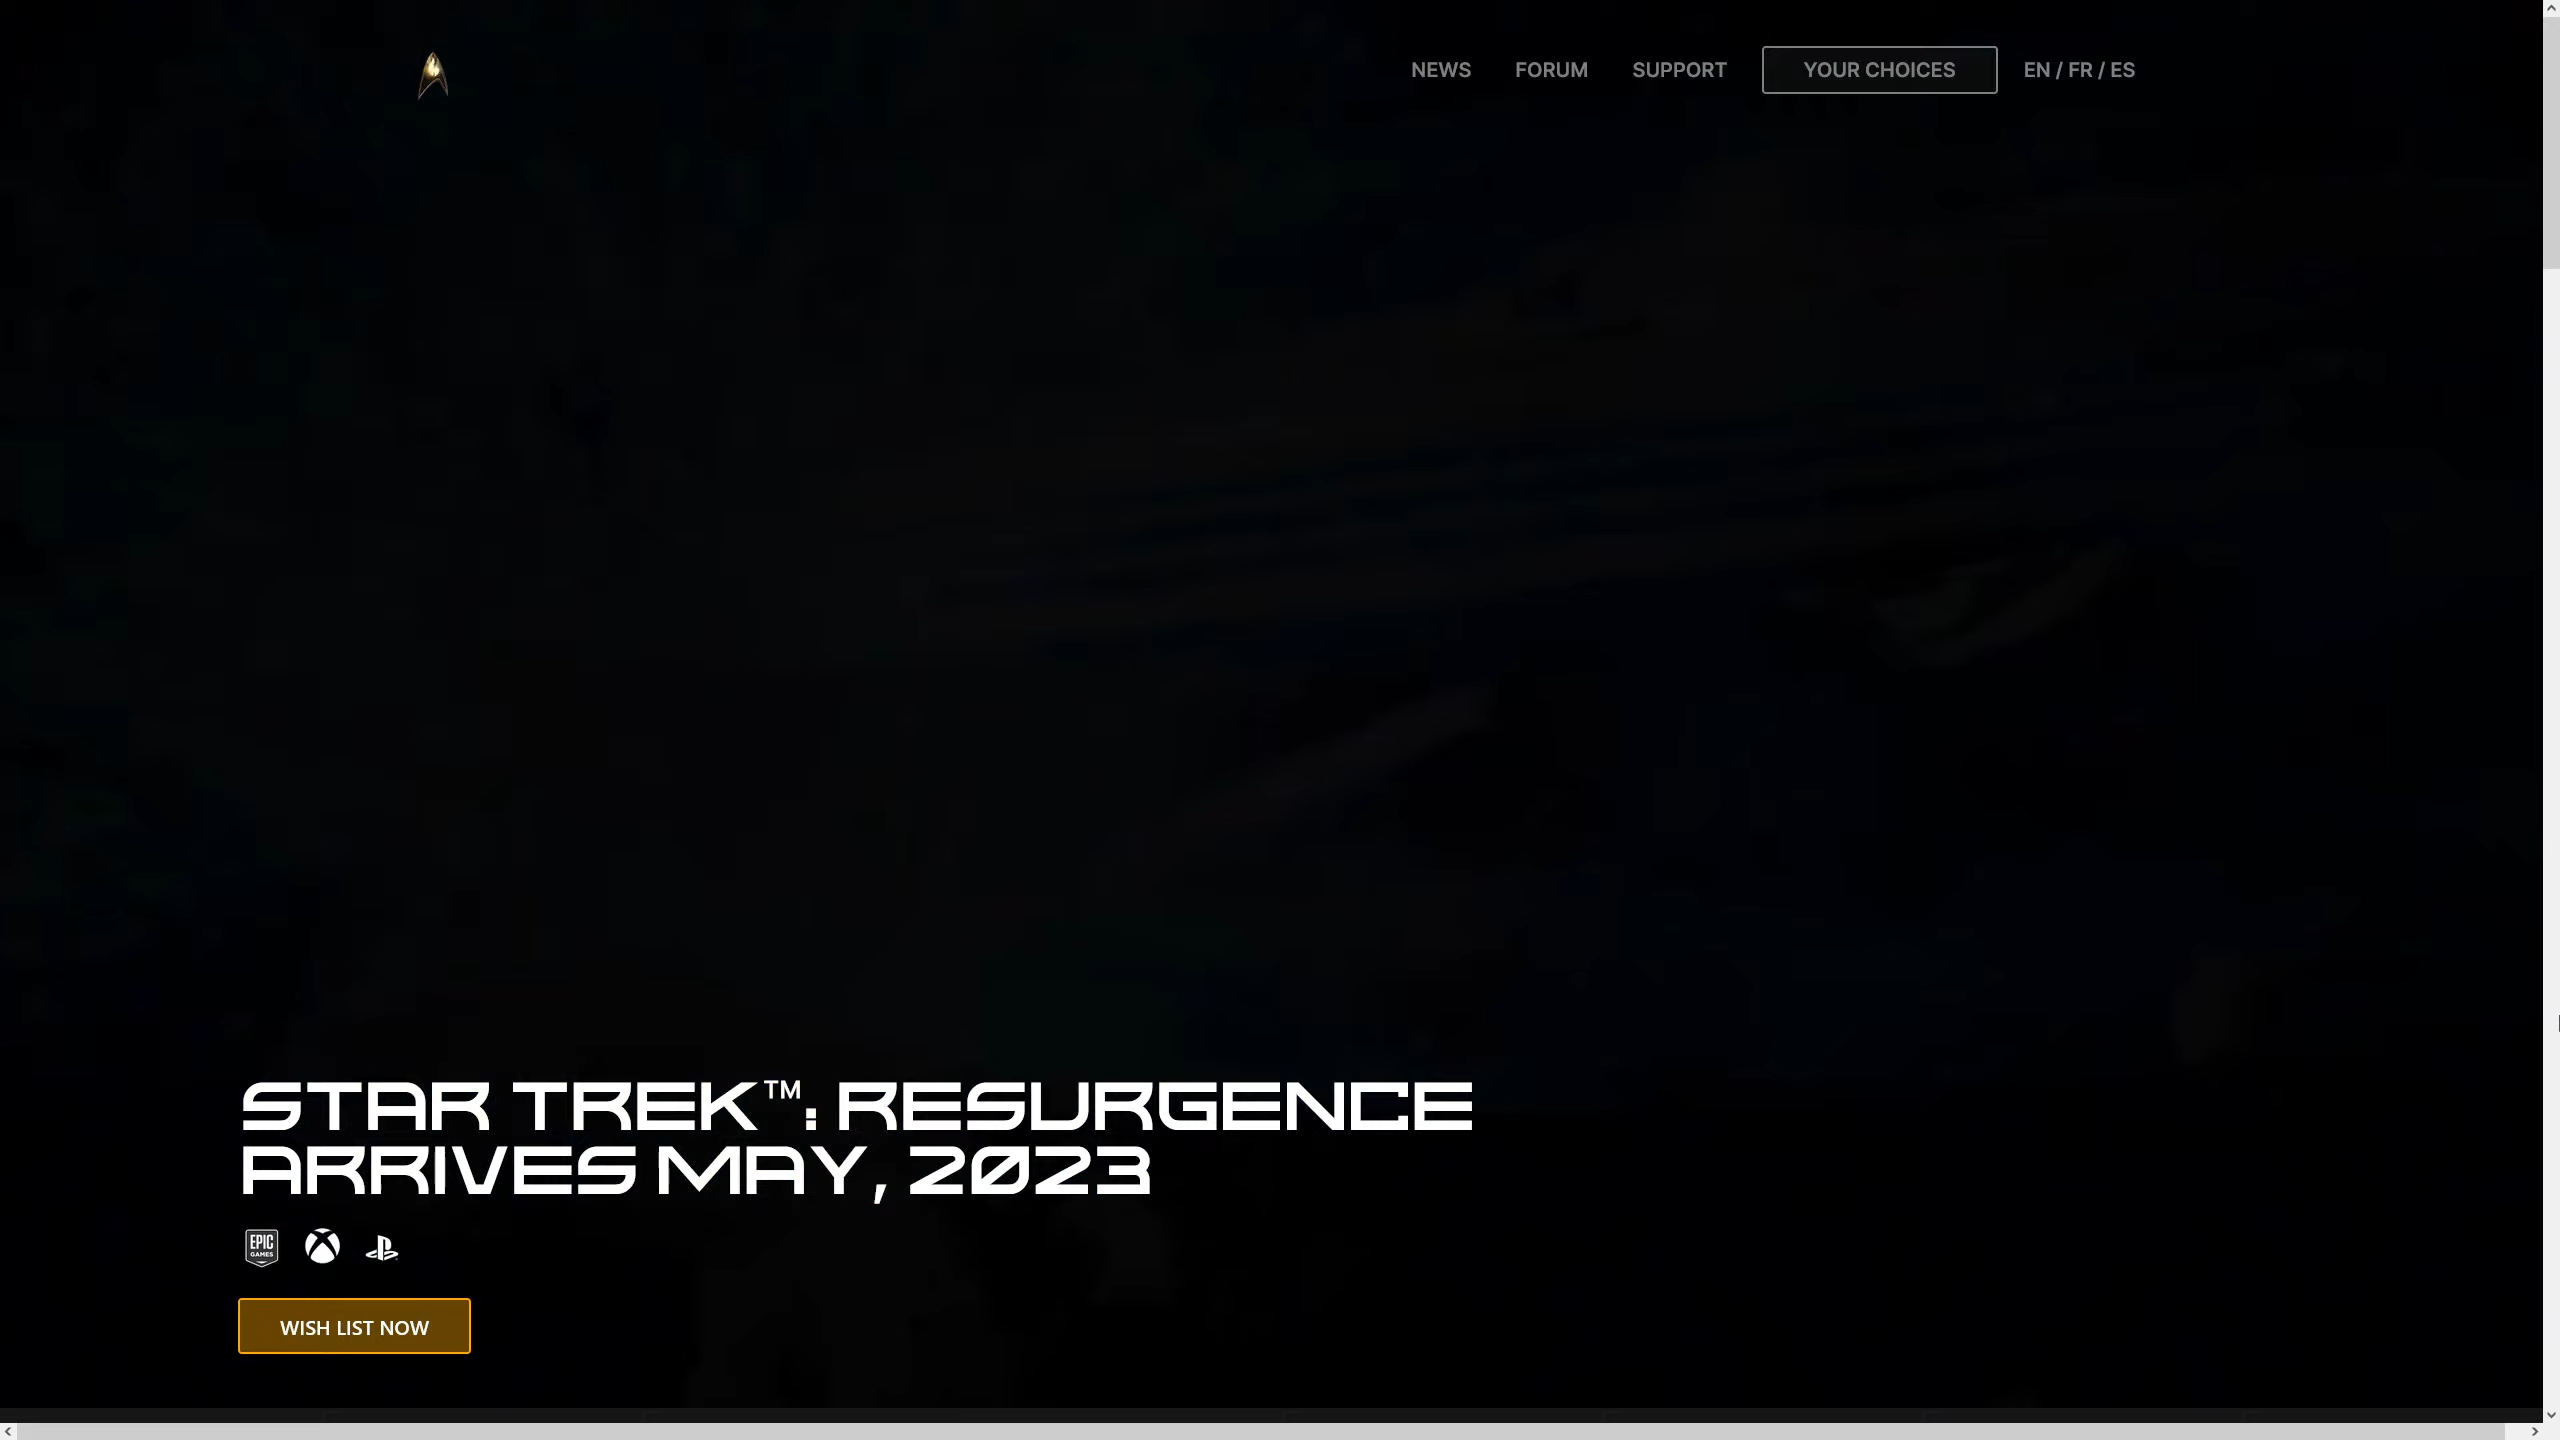 NEWS FORUM SUPPORT YOUR CHOICES EN / FR / ES
STAR TREK™: RESURGENCE
ARRIVES MAY, 2023
EPIC GAMES
WISH LIST NOW